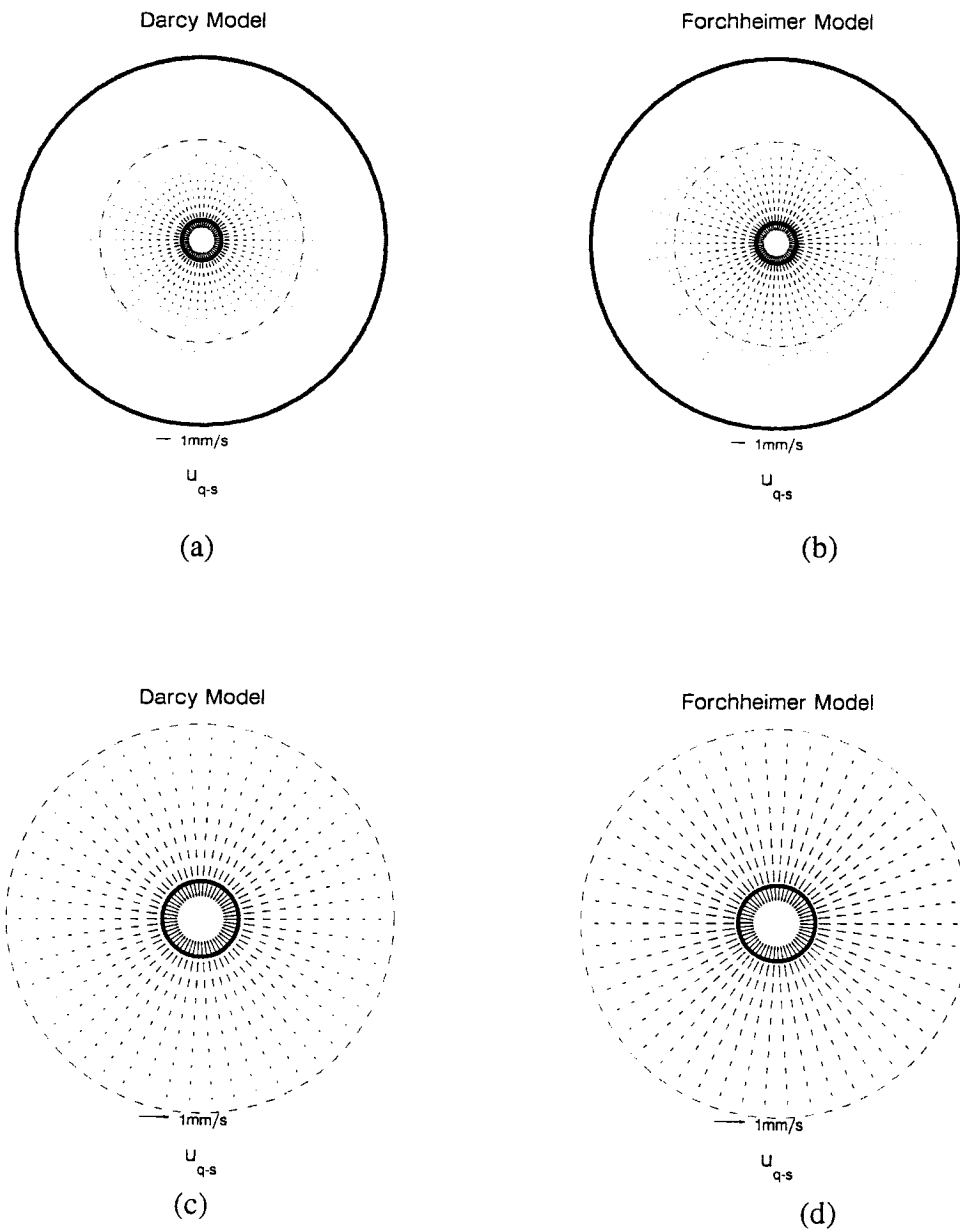 Darcy Model
Forchheimer Model
1mm/s
1mm/s
u q-s
u q-s
(a)
(b)
Darcy Model
Forchheimer Model
1mm/s
1mm/s
u q-s
u q-s
(c)
(d)